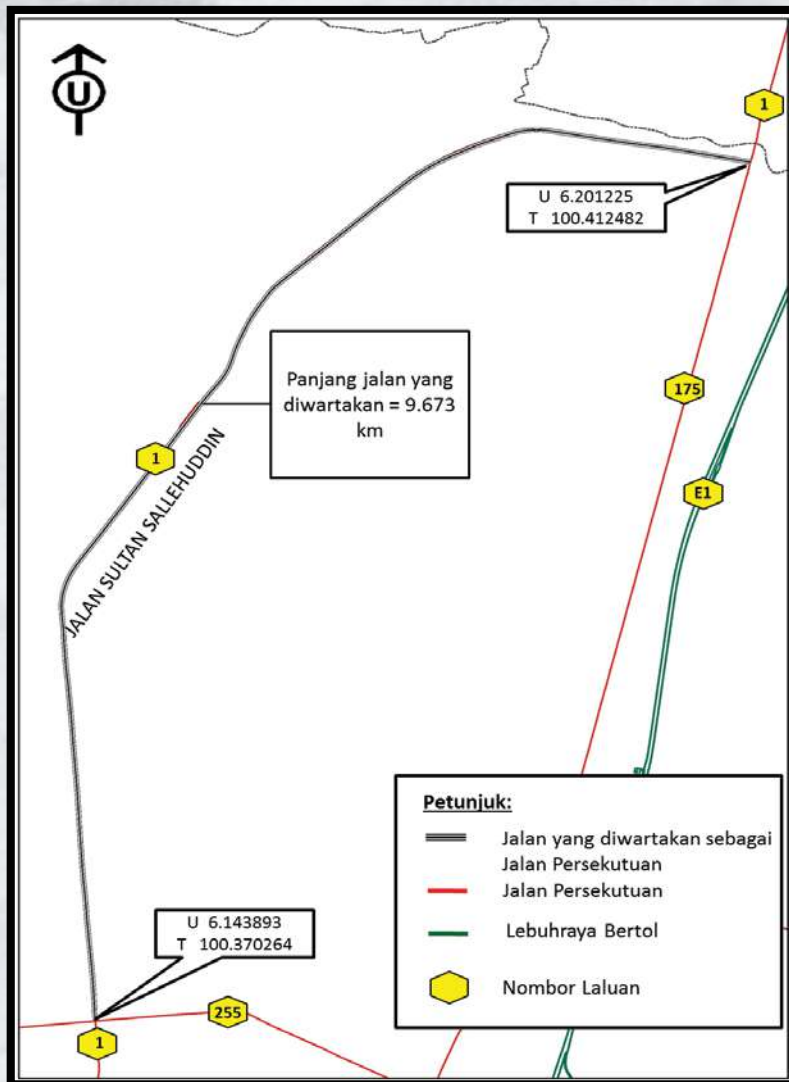 U
1
U 6.201225
T 100.412482
Panjang jalan yang
diwartakan = 9.673
km
175
1
E1
JALAN SULTAN SALLEHUDDIN
Petunjuk:
Jalan yang diwartakan sebagai
Jalan Persekutuan
Jalan Persekutuan
Lebuhraya Bertol
Nombor Laluan
U 6.143893
T 100.370264
255
1